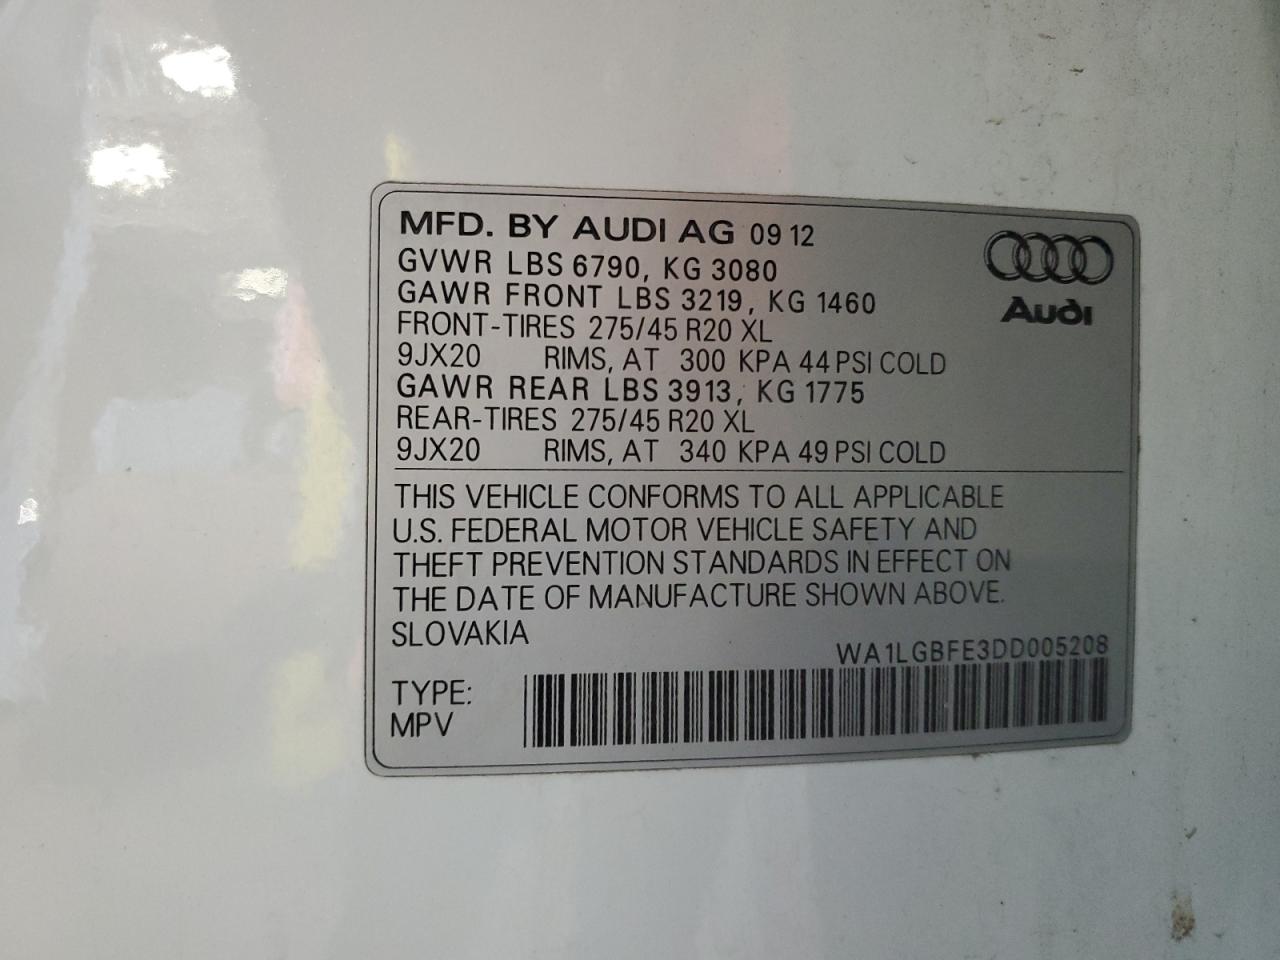 MFD. BY AUDI AG 09 12
GVWR LBS 6790, KG 3080
GAWR FRONT LBS 3219, KG 1460
FRONT-TIRES 275/45 R20 XL
9JX20 RIMS, AT 300 KPA 44 PSI COLD
GAWR REAR LBS 3913, KG 1775
REAR-TIRES 275/45 R20 XL
9JX20 RIMS, AT 340 KPA 49 PSI COLD
Audi
THIS VEHICLE CONFORMS TO ALL APPLICABLE
U.S. FEDERAL MOTOR VEHICLE SAFETY AND
THEFT PREVENTION STANDARDS IN EFFECT ON
THE DATE OF MANUFACTURE SHOWN ABOVE.
SLOVAKIA
WA1LGBFE3DD005208
TYPE:
MPV